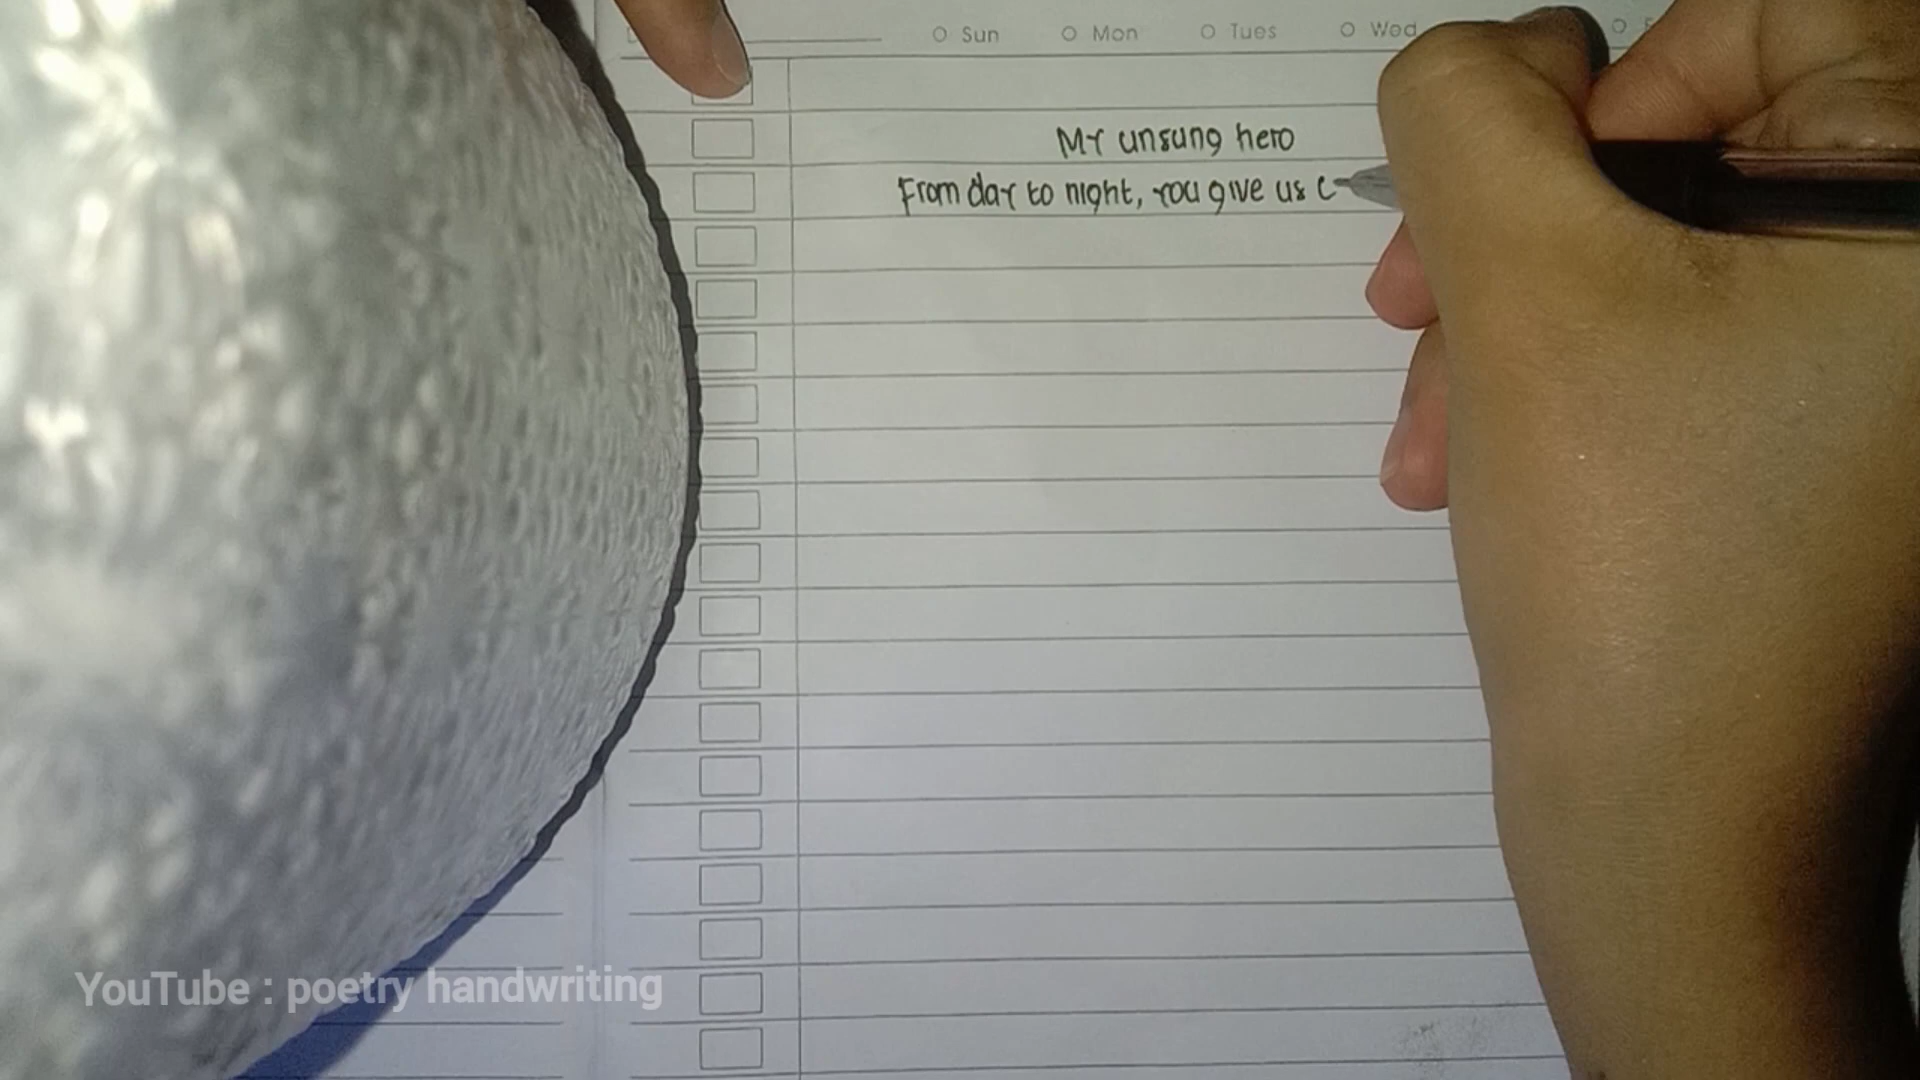 Sun Mon Tues Wed
My unsung hero
From day to night, you give us c
YouTube : poetry handwriting